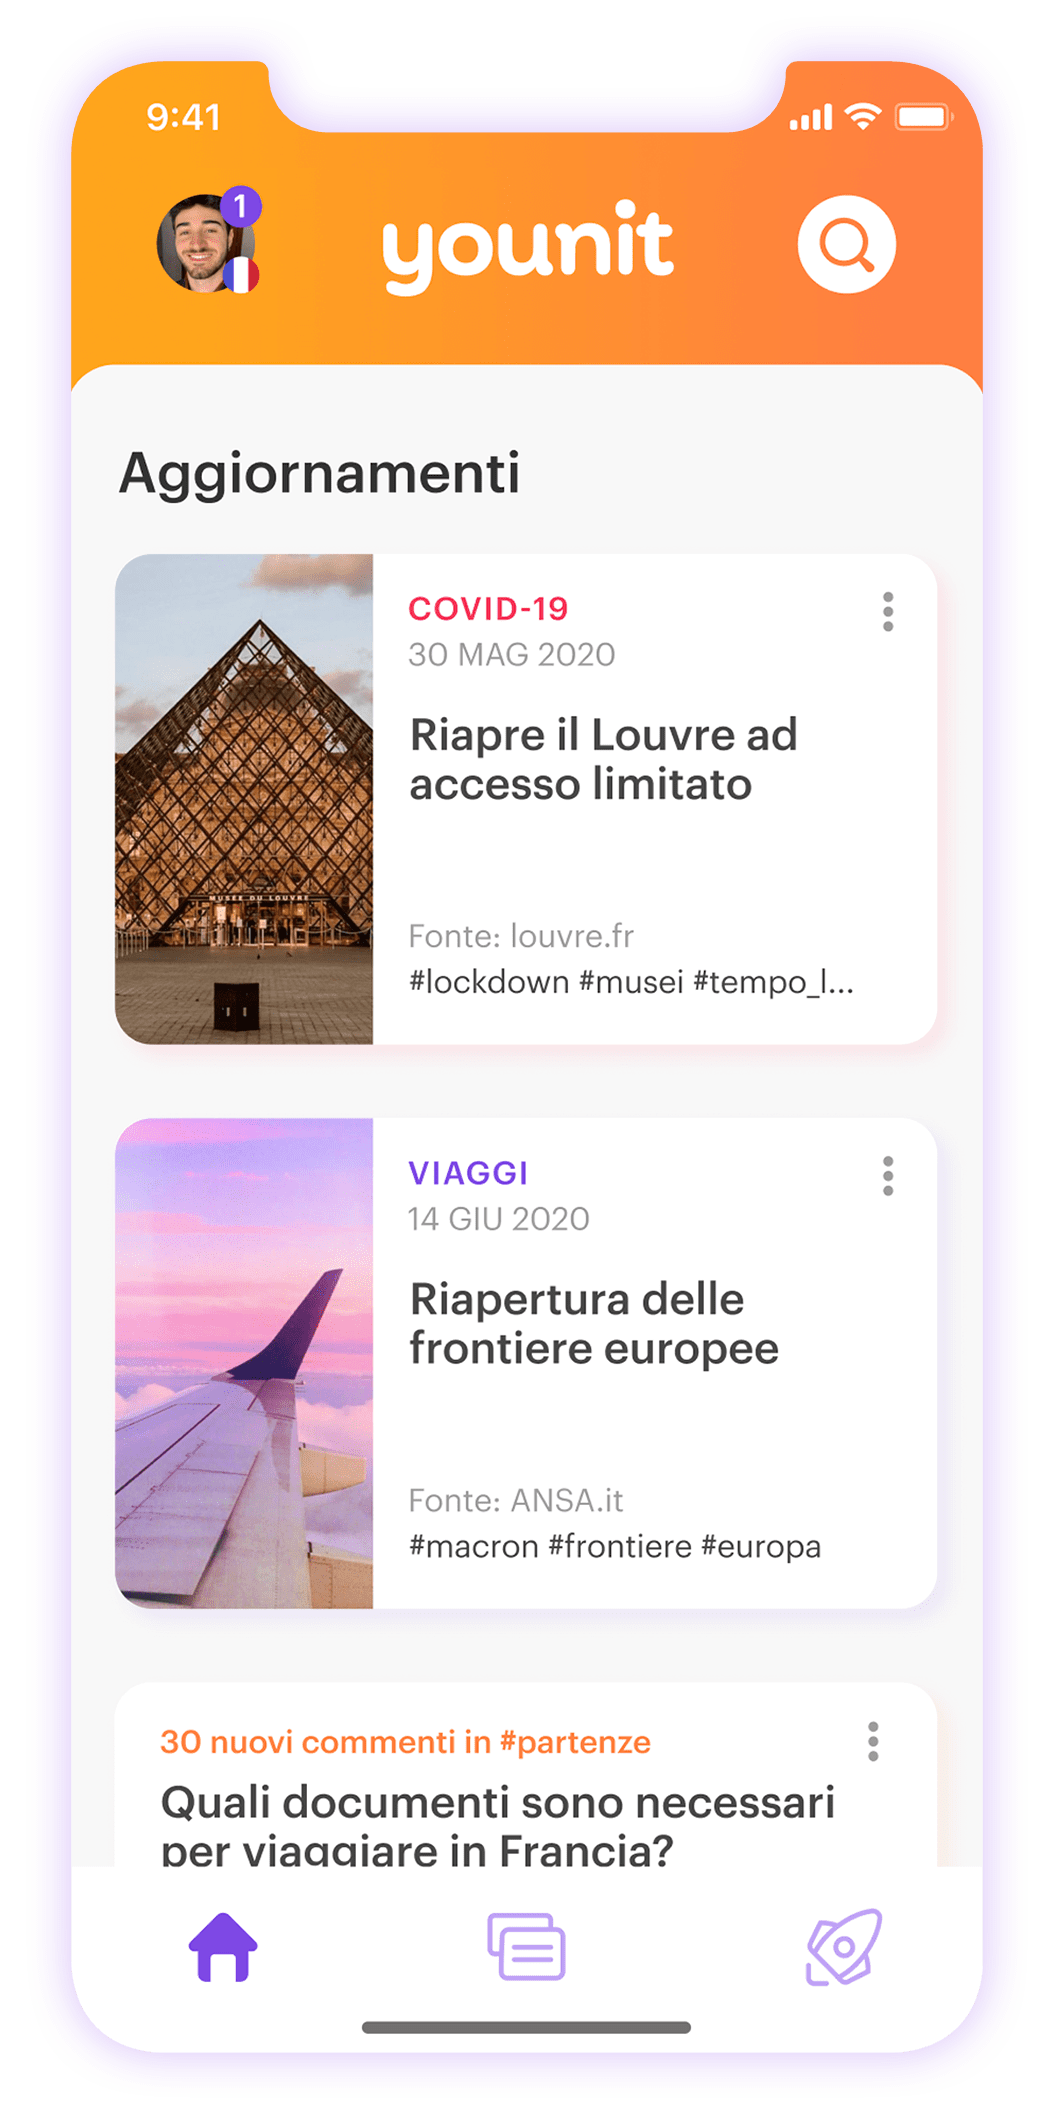 9:41
1
younit
Aggiornamenti
COVID-19
30 MAG 2020
Riapre il Louvre ad
accesso limitato
MUSÉE DU LOUVRE
Fonte: louvre.fr
#lockdown #musei #tempo_l...
VIAGGI
14 GIU 2020
Riapertura delle
frontiere europee
Fonte: ANSA.it
#macron #frontiere #europa
30 nuovi commenti in #partenze
Quali documenti sono necessari
per viaggiare in Francia?